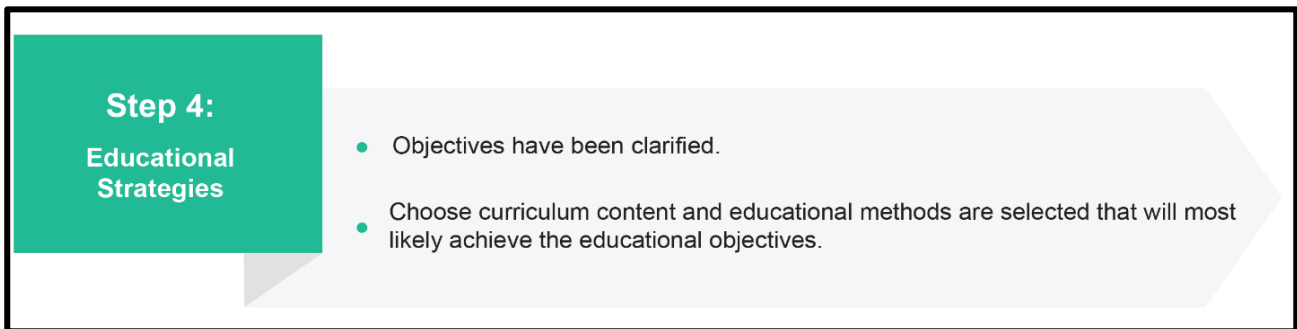 Step 4:
Educational
Strategies
Objectives have been clarified.
Choose curriculum content and educational methods are selected that will most
likely achieve the educational objectives.